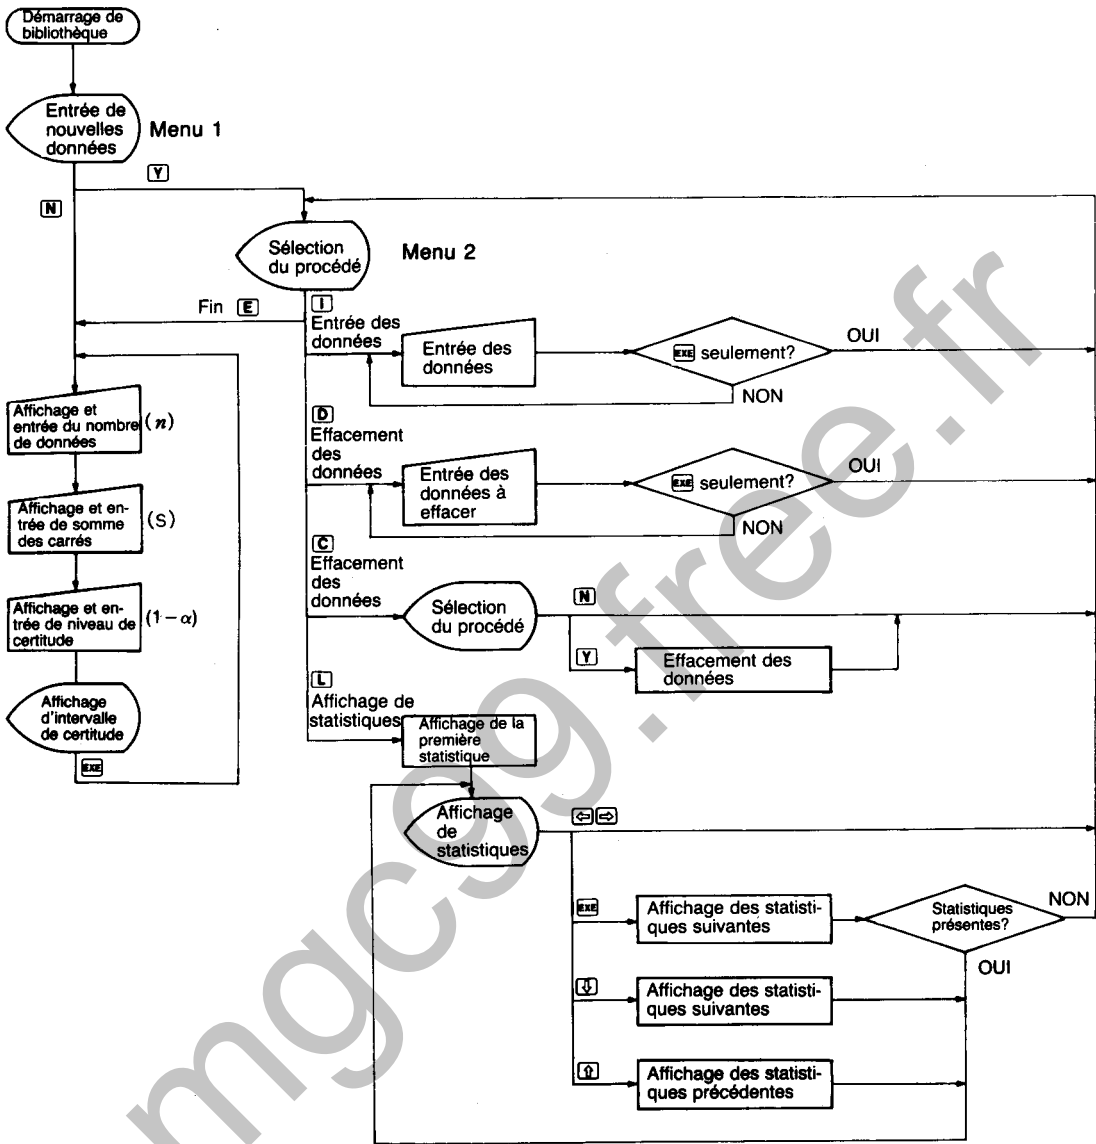 Démarrage de
bibliothèque
Entrée de
nouvelles
données
Menu 1
Y
N
Sélection
du procédé
Menu 2
Fin E
I
Entrée des
données
Entrée des
données
EXE seulement?
OUI
NON
Affichage et
entrée du nombre
de données
(n)
D
Effacement
des
données
Entrée des
données à
effacer
EXE seulement?
OUI
NON
Affichage et en-
trée de somme
des carrés
(S)
C
Effacement
des
données
Sélection
du procédé
N
Y
Effacement des
données
Affichage et en-
trée de niveau de
certitude
(1-α)
Affichage
d'intervalle
de certitude
EXE
L
Affichage de
statistiques
Affichage de la
première
statistique
Affichage
de
statistiques
⇦ ⇨
EXE
Affichage des statisti-
ques suivantes
Statistiques
présentes?
NON
OUI
⇩
Affichage des statisti-
ques suivantes
⇧
Affichage des statisti-
ques précédentes
mgc99.free.fr